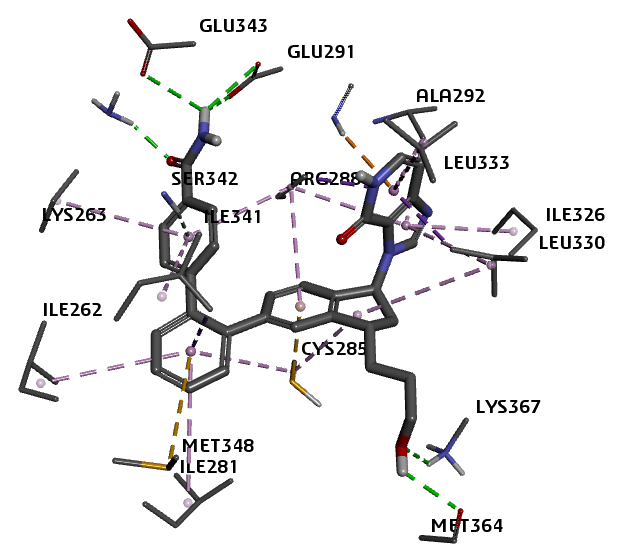 GLU343
GLU291
ALA292
LEU333
SER342
ARG288
LYS263
ILE341
ILE326
LEU330
ILE262
CYS285
LYS367
MET348
ILE281
MET364